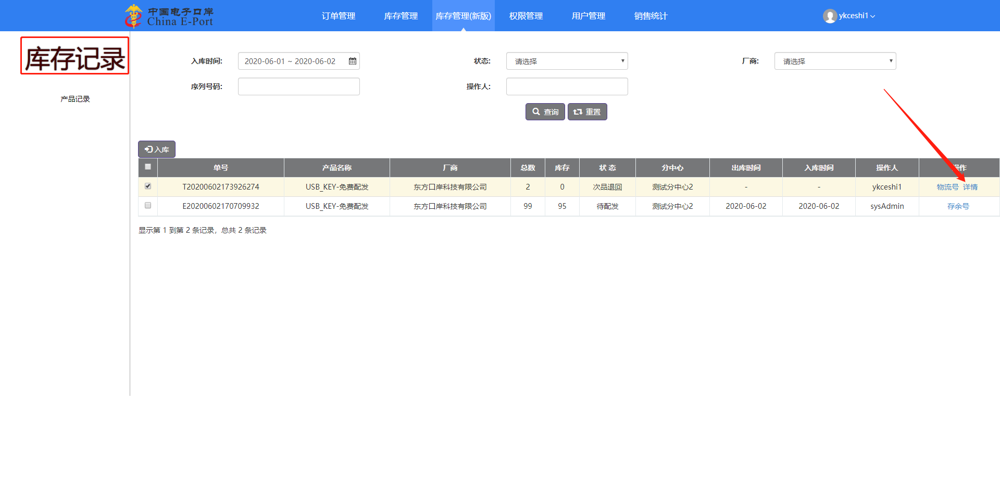 中国电子口岸
China E-Port
订单管理 库存管理 库存管理(新版) 权限管理 用户管理 销售统计 ykceshi1
库存记录
产品记录
入库时间: 2020-06-01 ~ 2020-06-02 状态: 请选择 厂商: 请选择
序列号码: 操作人:
查询 重置
入库
单号 产品名称 厂商 总数 库存 状 态 分中心 出库时间 入库时间 操作人 操作
T20200602173926274 USB_KEY-免费配发 东方口岸科技有限公司 2 0 次品退回 测试分中心2 - - ykceshi1 物流号 详情
E20200602170709932 USB_KEY-免费配发 东方口岸科技有限公司 99 95 待配发 测试分中心2 2020-06-02 2020-06-02 sysAdmin 存余号
显示第 1 到第 2 条记录，总共 2 条记录